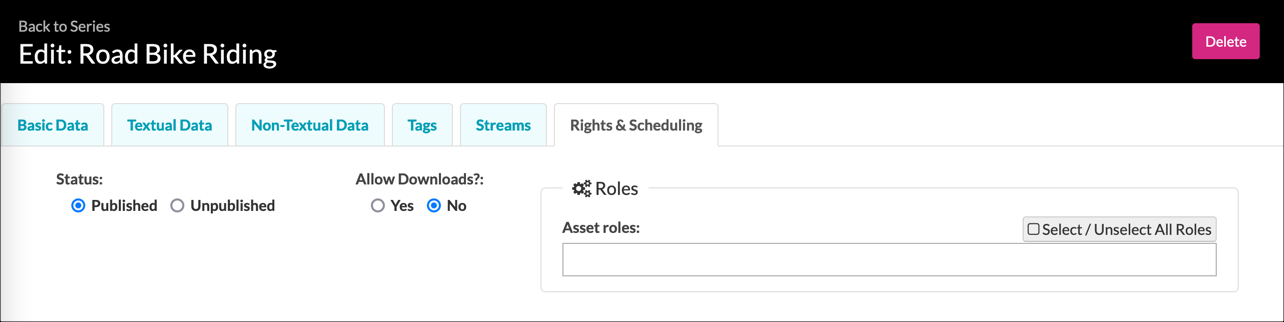 Back to Series
Edit: Road Bike Riding
Delete
Basic Data
Textual Data
Non-Textual Data
Tags
Streams
Rights & Scheduling
Status:
Published
Unpublished
Allow Downloads?:
Yes
No
Roles
Asset roles:
Select / Unselect All Roles